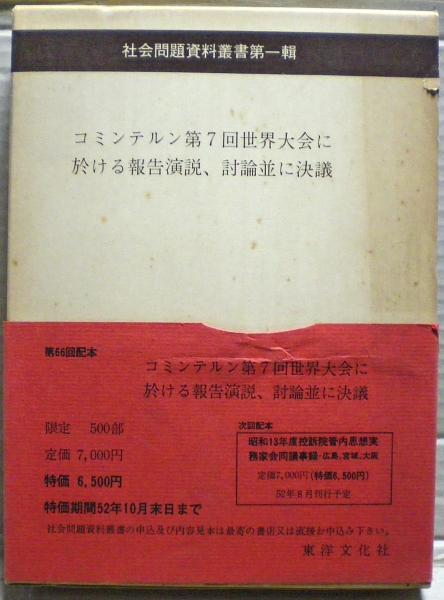 社会問題資料叢書第一輯
コミンテルン第7回世界大会に
於ける報告演説、討論並に決議
第66回配本
コミンテルン第7回世界大会に
於ける報告演説、討論並に決議
限定 500部
定価 7,000円
特価 6,500円
特価期間52年10月末日まで
次回配本
昭和13年度控訴院管内思想実
務家会同議事録-広島、宮城、大阪
定価7,000円(特価6,500円)
52年8月刊行予定
社会問題資料叢書の申込及び内容見本は最寄の書店又は直接お申込み下さい。
東洋文化社